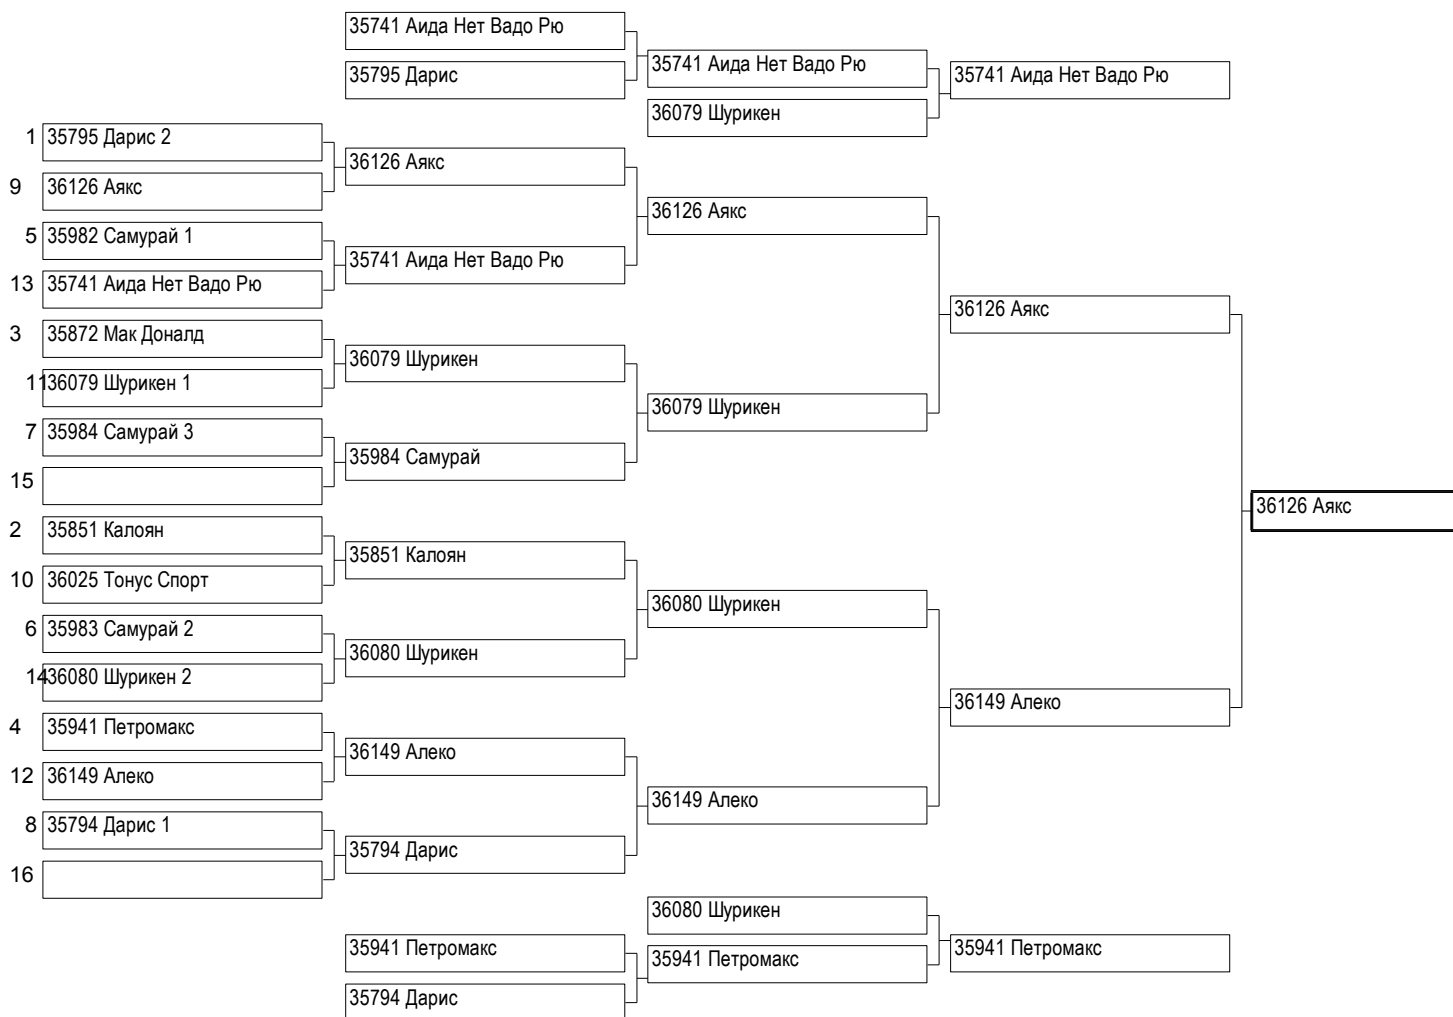 35741 Аида Нет Вадо Рю
35795 Дарис
35741 Аида Нет Вадо Рю
36079 Шурикен
35741 Аида Нет Вадо Рю
1 35795 Дарис 2
9 36126 Аякс
5 35982 Самурай 1
13 35741 Аида Нет Вадо Рю
3 35872 Мак Доналд
11 36079 Шурикен 1
7 35984 Самурай 3
15
2 35851 Калоян
10 36025 Тонус Спорт
6 35983 Самурай 2
14 36080 Шурикен 2
4 35941 Петромакс
12 36149 Алеко
8 35794 Дарис 1
16
36126 Аякс
35741 Аида Нет Вадо Рю
36079 Шурикен
35984 Самурай
35851 Калоян
36080 Шурикен
36149 Алеко
35794 Дарис
36126 Аякс
36079 Шурикен
36080 Шурикен
36149 Алеко
36126 Аякс
36149 Алеко
36126 Аякс
35941 Петромакс
35794 Дарис
36080 Шурикен
35941 Петромакс
35941 Петромакс